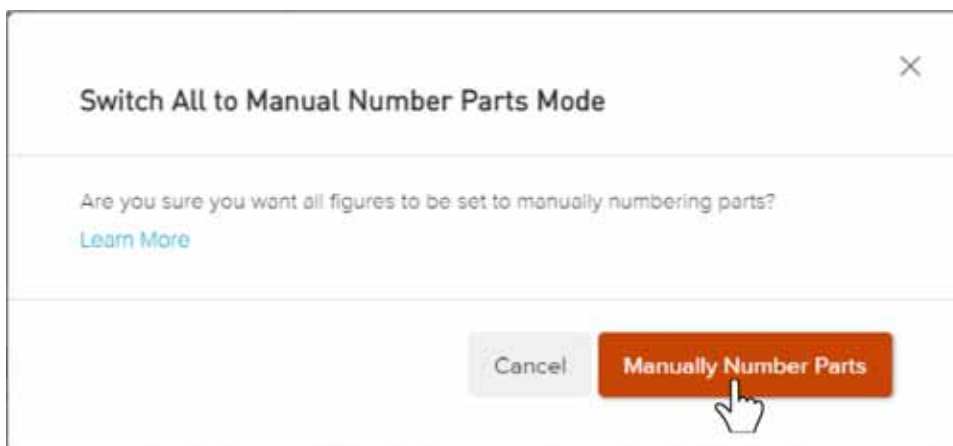 Switch All to Manual Number Parts Mode
Are you sure you want all figures to be set to manually numbering parts?
Learn More
Cancel
Manually Number Parts